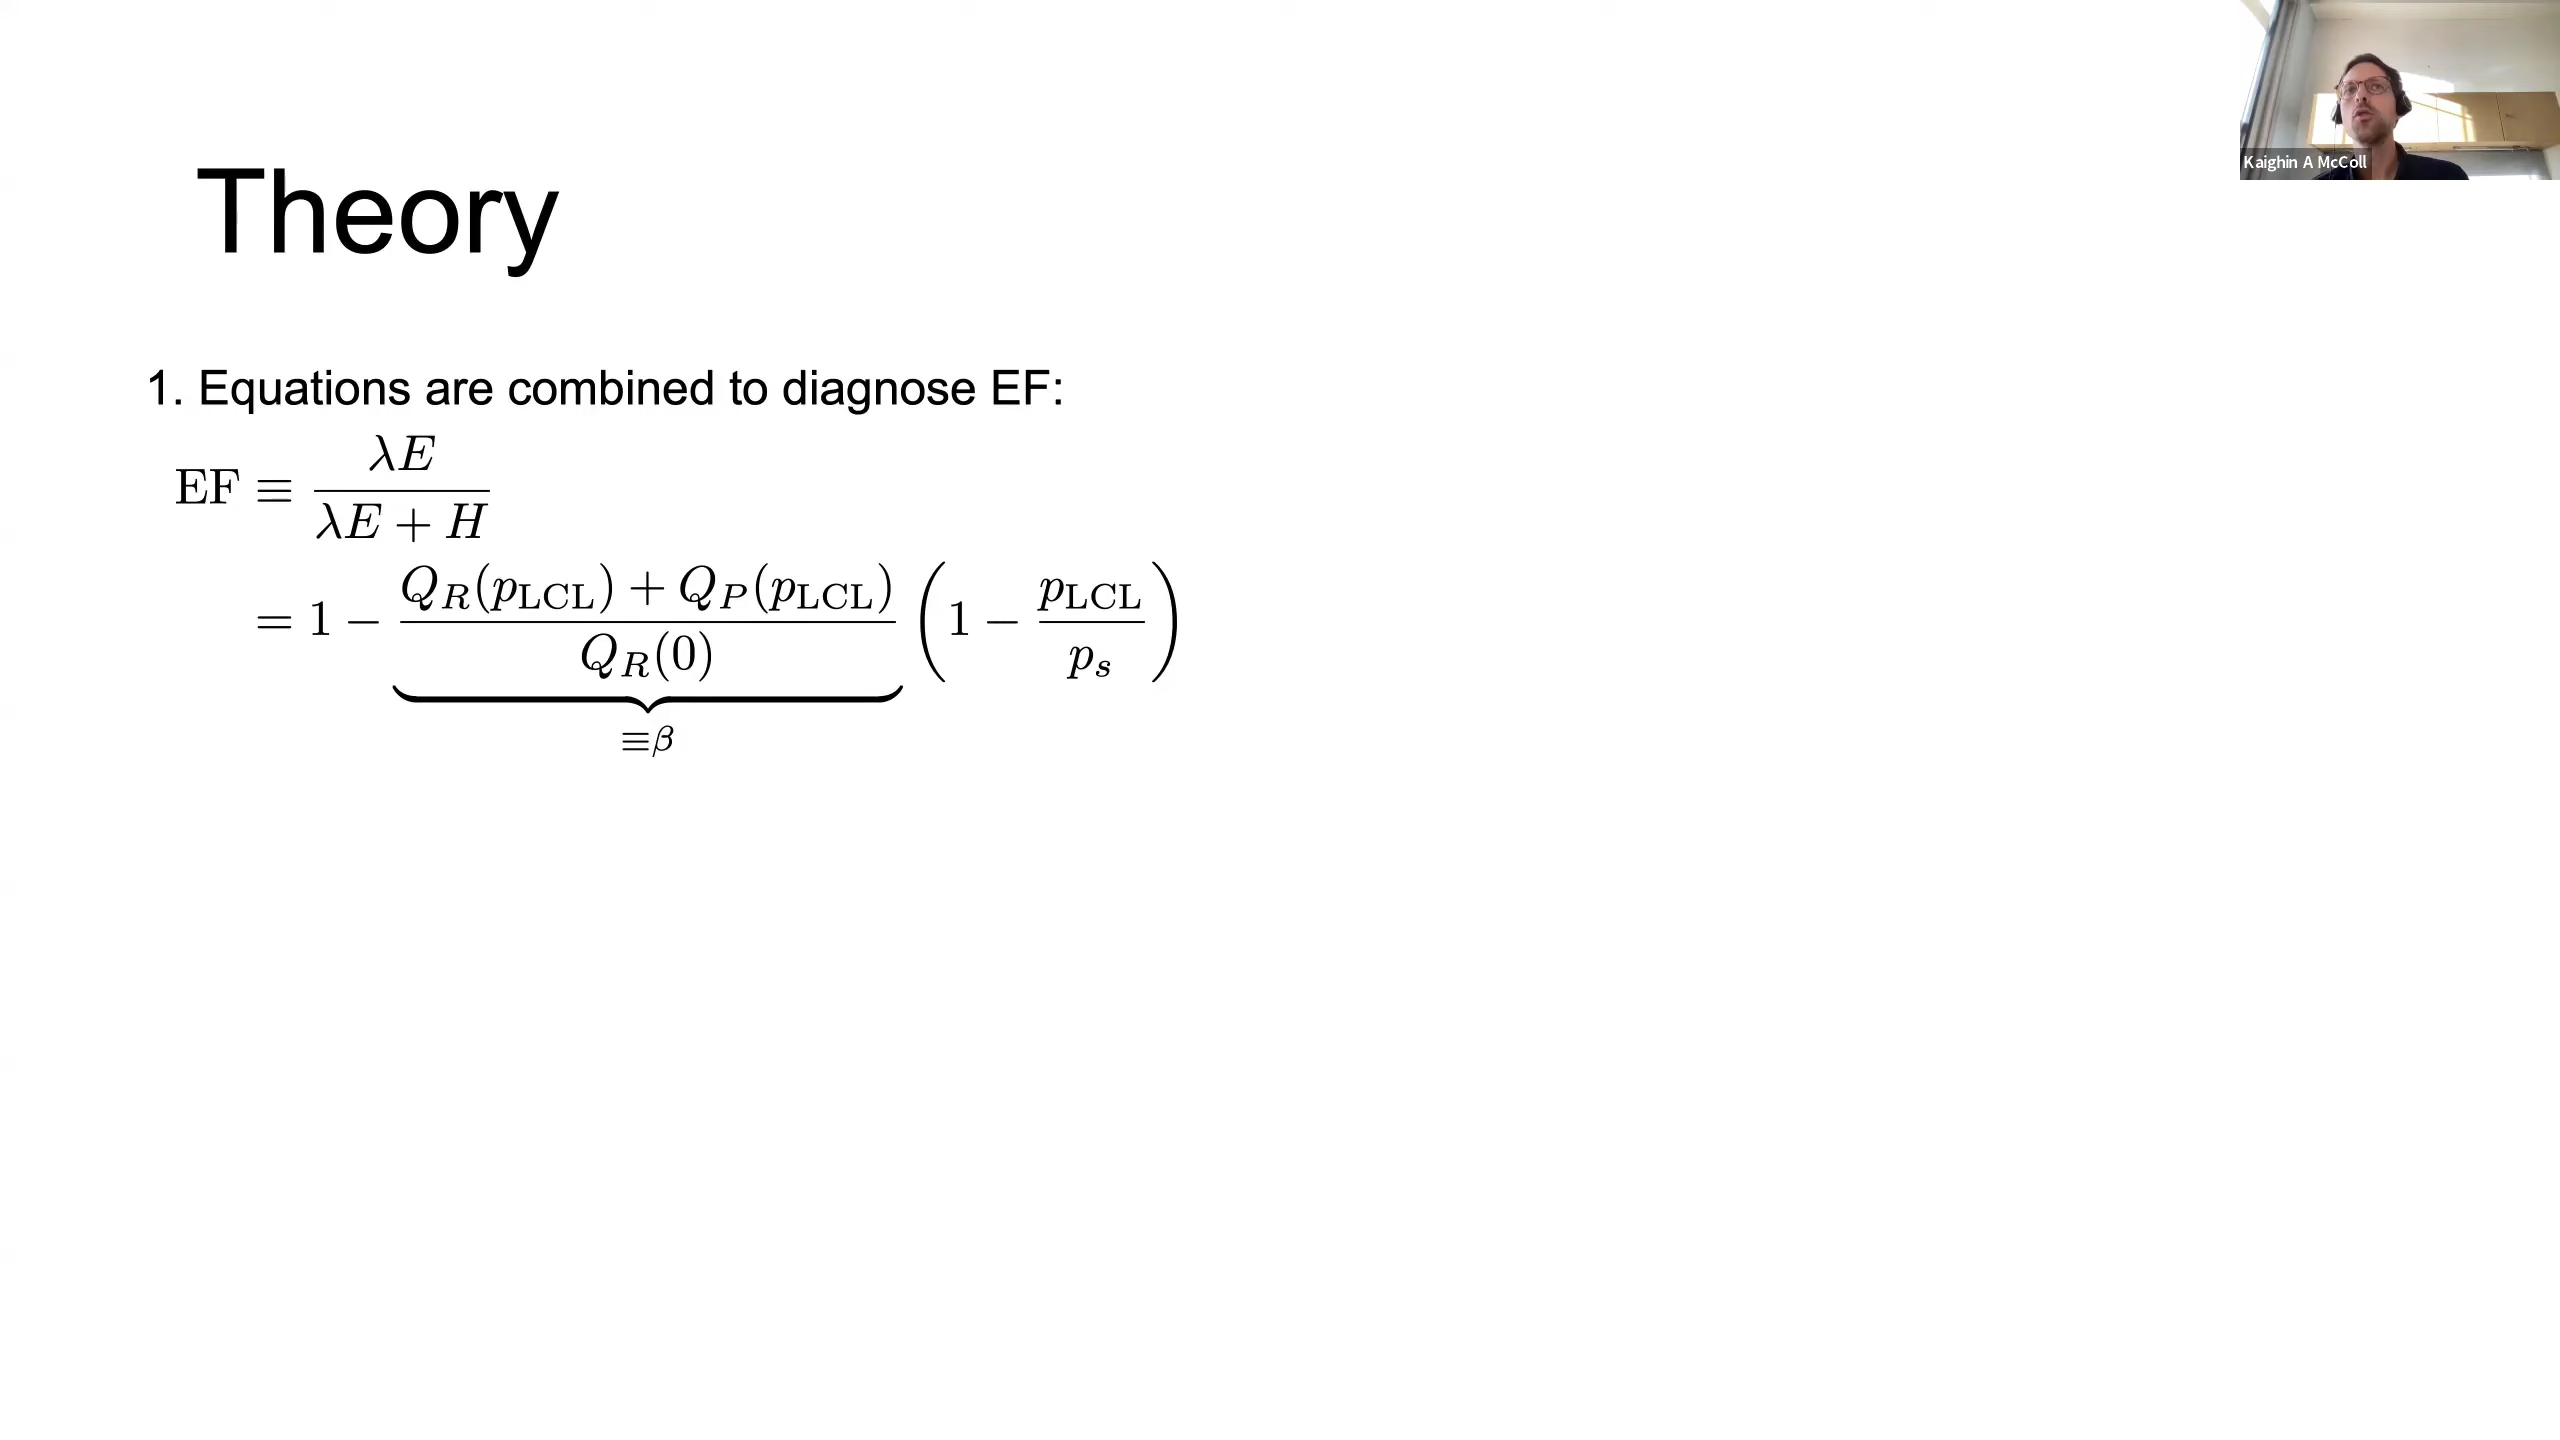 Kaighin A McColl
Theory
1. Equations are combined to diagnose EF:
EF ≡ λE / (λE + H)
= 1 − (Q_R(p_LCL) + Q_P(p_LCL)) / Q_R(0) (1 − p_LCL / p_s)
≡β